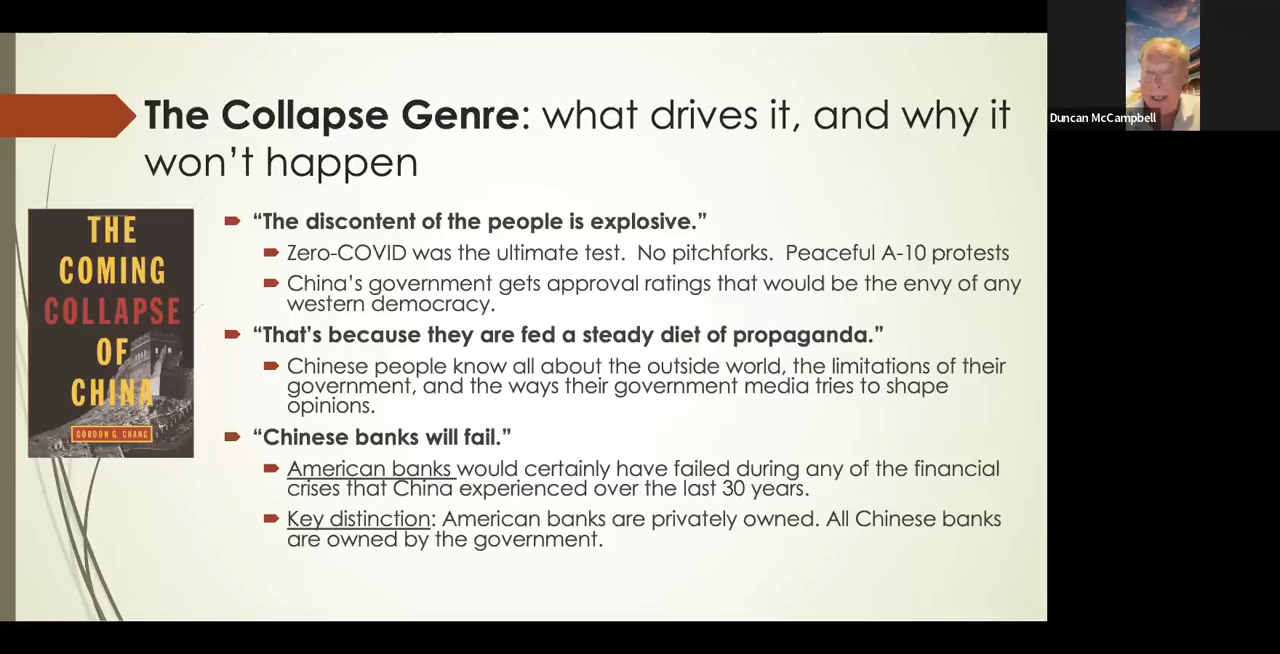 The Collapse Genre: what drives it, and why it
won't happen
THE
COMING
COLLAPSE
OF
CHINA
GORDON G. CHANG
“The discontent of the people is explosive.”
Zero-COVID was the ultimate test.  No pitchforks.  Peaceful A-10 protests
China’s government gets approval ratings that would be the envy of any
western democracy.
“That’s because they are fed a steady diet of propaganda.”
Chinese people know all about the outside world, the limitations of their
government, and the ways their government media tries to shape
opinions.
“Chinese banks will fail.”
American banks would certainly have failed during any of the financial
crises that China experienced over the last 30 years.
Key distinction: American banks are privately owned. All Chinese banks
are owned by the government.
Duncan McCampbell